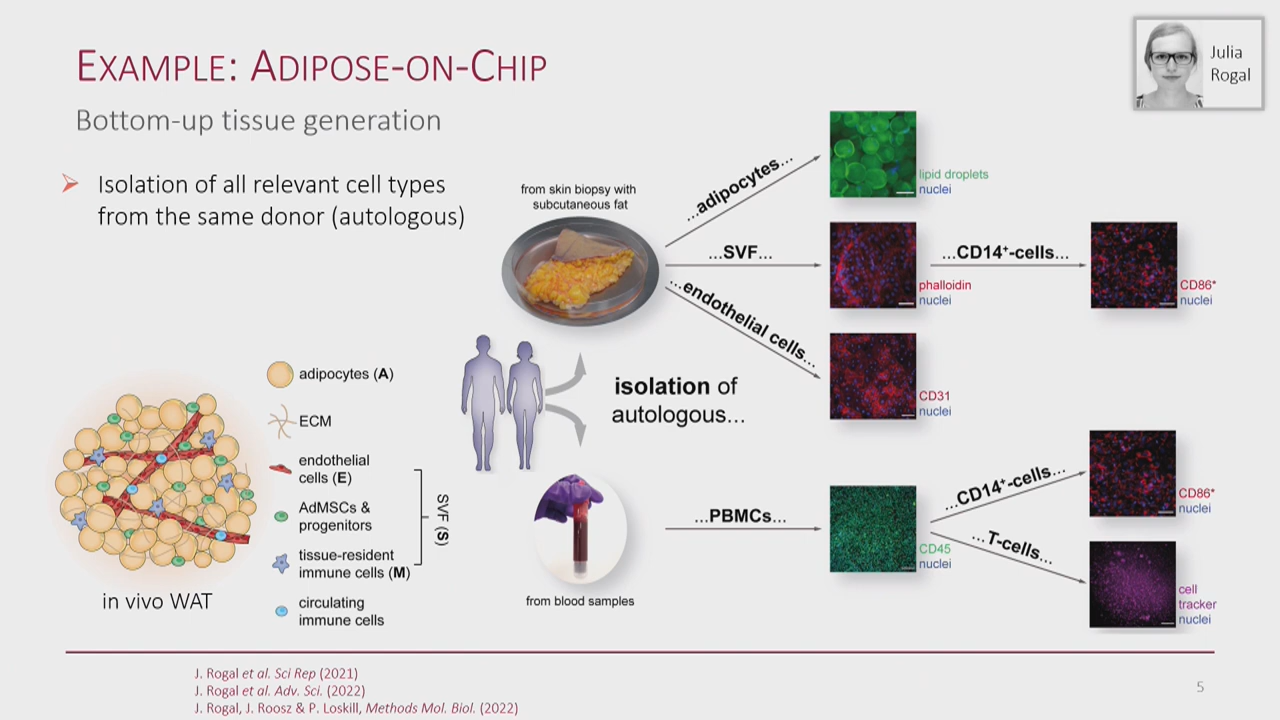 EXAMPLE: ADIPOSE-ON-CHIP
Julia
Rogal
Bottom-up tissue generation
Isolation of all relevant cell types
from the same donor (autologous)
from skin biopsy with
subcutaneous fat
...adipocytes...
lipid droplets
nuclei
...SVF...
phalloidin
nuclei
...CD14⁺-cells...
CD86*
nuclei
...endothelial cells...
CD31
nuclei
isolation of
autologous...
adipocytes (A)
ECM
endothelial
cells (E)
AdMSCs &
progenitors
tissue-resident
immune cells (M)
circulating
immune cells
SVF (S)
in vivo WAT
from blood samples
...PBMCs...
CD45
nuclei
...CD14⁺-cells...
CD86*
nuclei
...T-cells...
cell
tracker
nuclei
J. Rogal et al. Sci Rep (2021)
J. Rogal et al. Adv. Sci. (2022)
J. Rogal, J. Roosz & P. Loskill, Methods Mol. Biol. (2022)
5